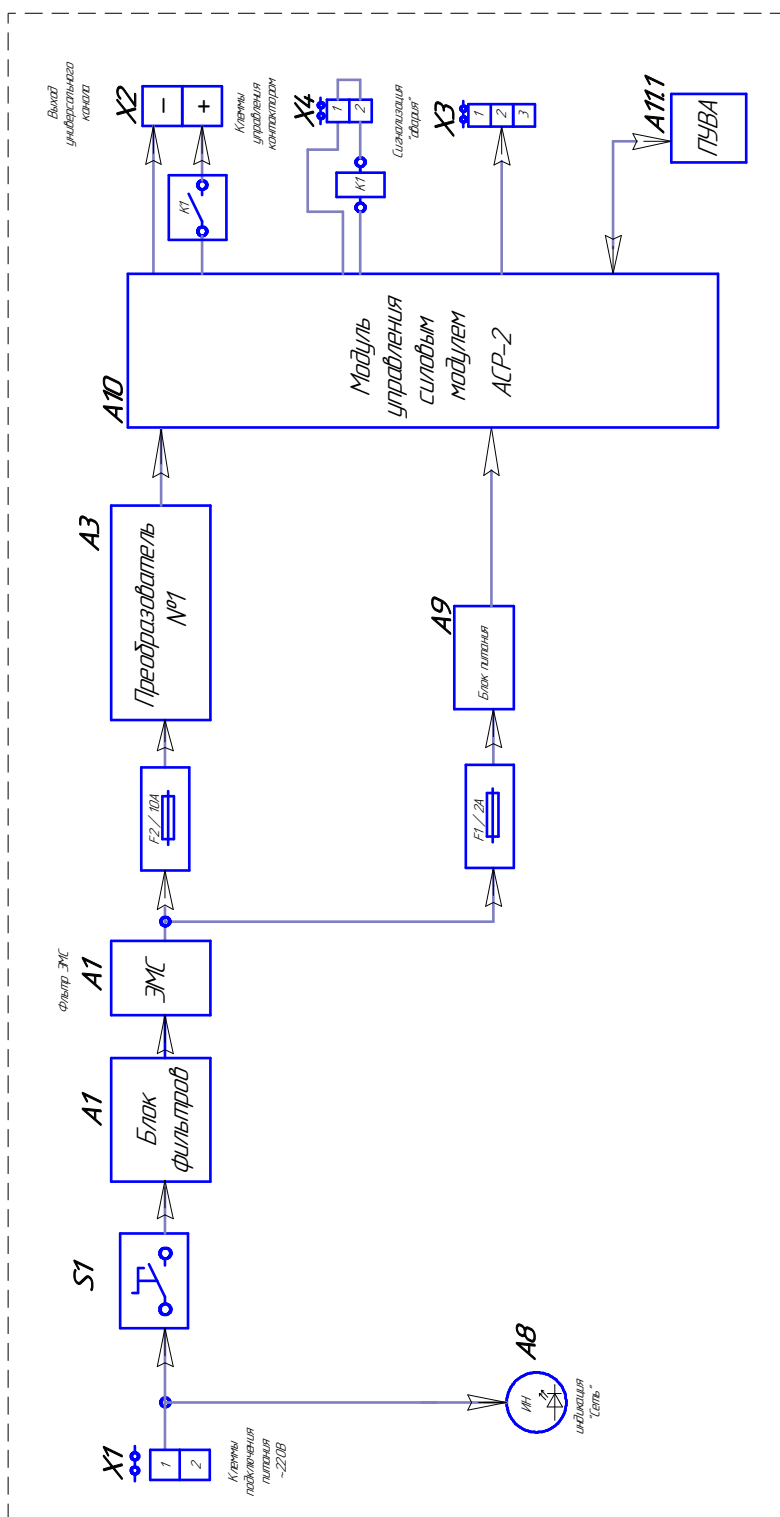 X1
1
2
Клеммы
подключения
питания
~220В
ИН
A8
индикация
"Сеть"
S1
A1
Блок
фильтров
Фльтр ЭМС
A1
ЭМС
F2 / 10A
F1 / 2A
A3
Преобразователь
№1
A9
Блок питания
A10
Модуль
управления
силовым
модулем
АСР-2
Выход
универсального
канала
X2
–
+
K1
Клеммы
управления
контактором
X4
1
2
K1
Сигнализация
"авария"
X3
1
2
3
A11.1
ПУВА